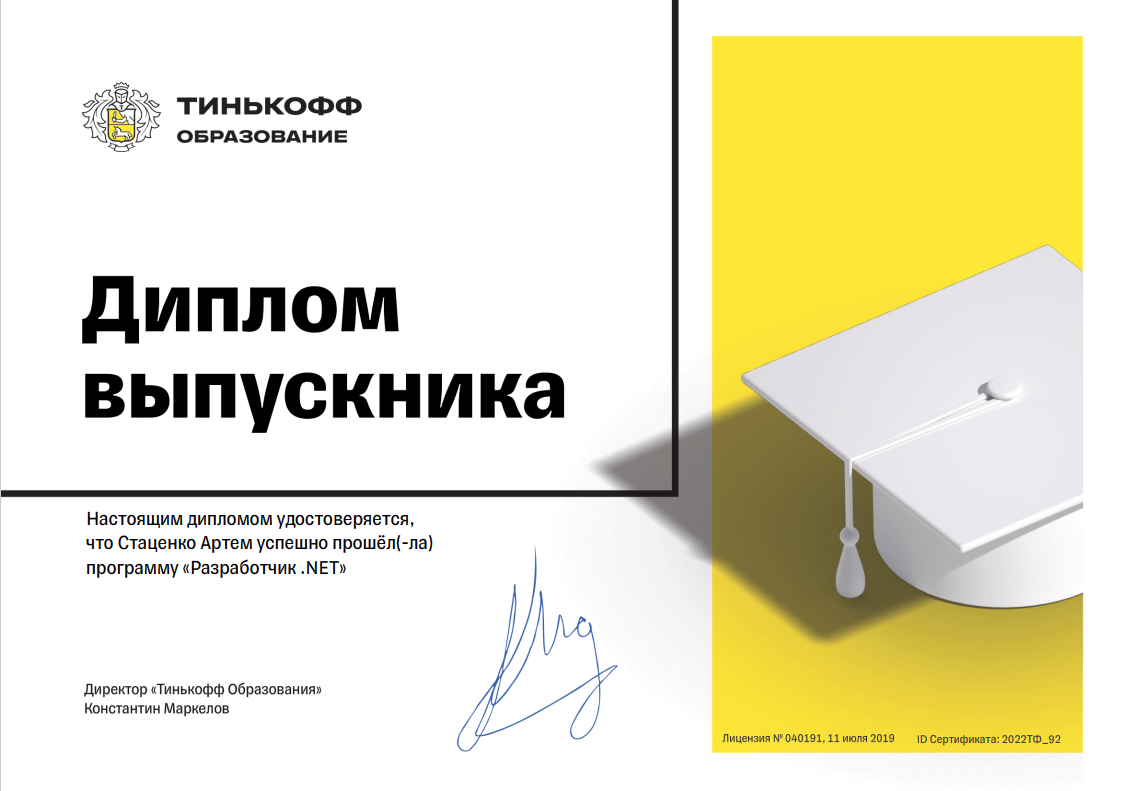 ТИНЬКОФФ
ОБРАЗОВАНИЕ
Диплом
выпускника
Настоящим дипломом удостоверяется,
что Стаценко Артем успешно прошёл(-ла)
программу «Разработчик .NET»
Директор «Тинькофф Образования»
Константин Маркелов
Лицензия № 040191, 11 июля 2019
ID Сертификата: 2022ТФ_92